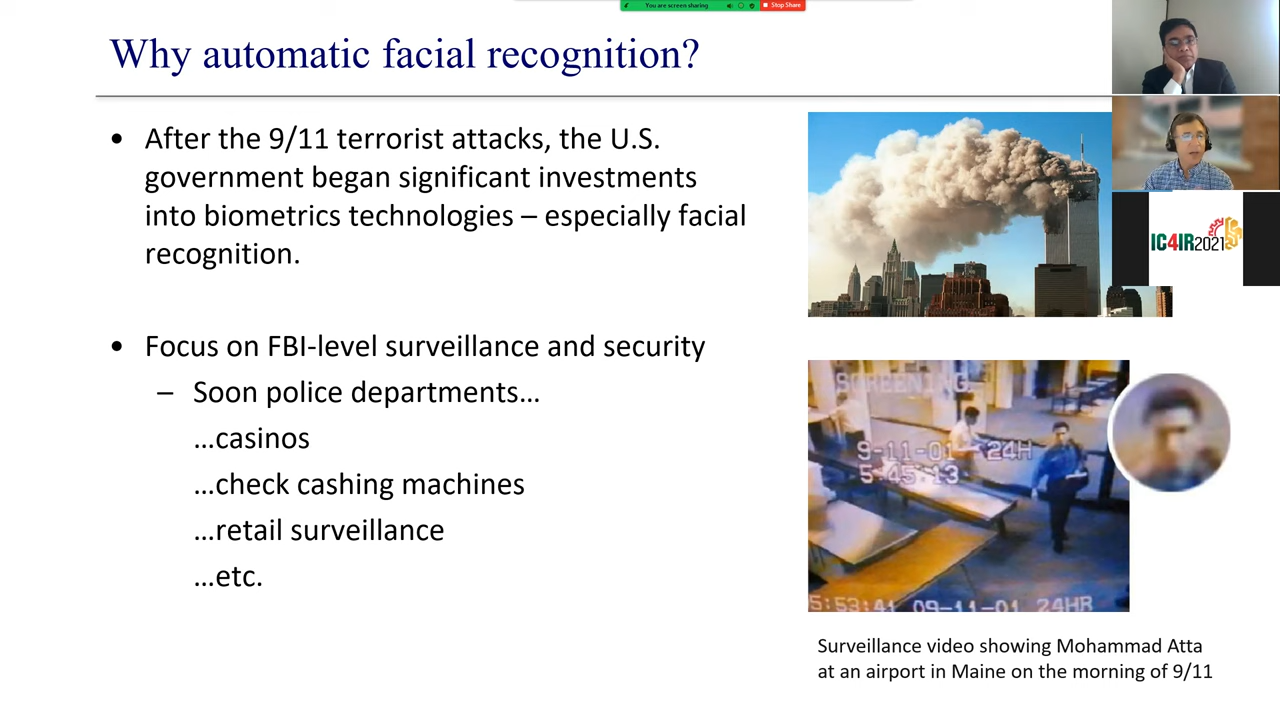 You are screen sharing
Stop Share
Why automatic facial recognition?
• After the 9/11 terrorist attacks, the U.S.
government began significant investments
into biometrics technologies – especially facial
recognition.
• Focus on FBI-level surveillance and security
– Soon police departments…
…casinos
…check cashing machines
…retail surveillance
…etc.
IC4IR2021
SCREENING
9-11-01 24H
5:45:13
5:53:41 09-11-01 24HR
Surveillance video showing Mohammad Atta
at an airport in Maine on the morning of 9/11